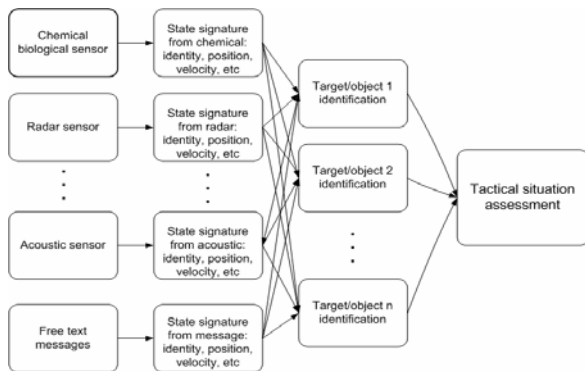 Chemical
biological sensor
State signature
from chemical:
identity, position,
velocity, etc
Radar sensor
State signature
from radar:
identity, position,
velocity, etc
Acoustic sensor
State signature
from acoustic:
identity, position,
velocity, etc
Free text
messages
State signature
from message:
identity, position,
velocity, etc
Target/object 1
identification
Target/object 2
identification
Target/object n
identification
Tactical situation
assessment